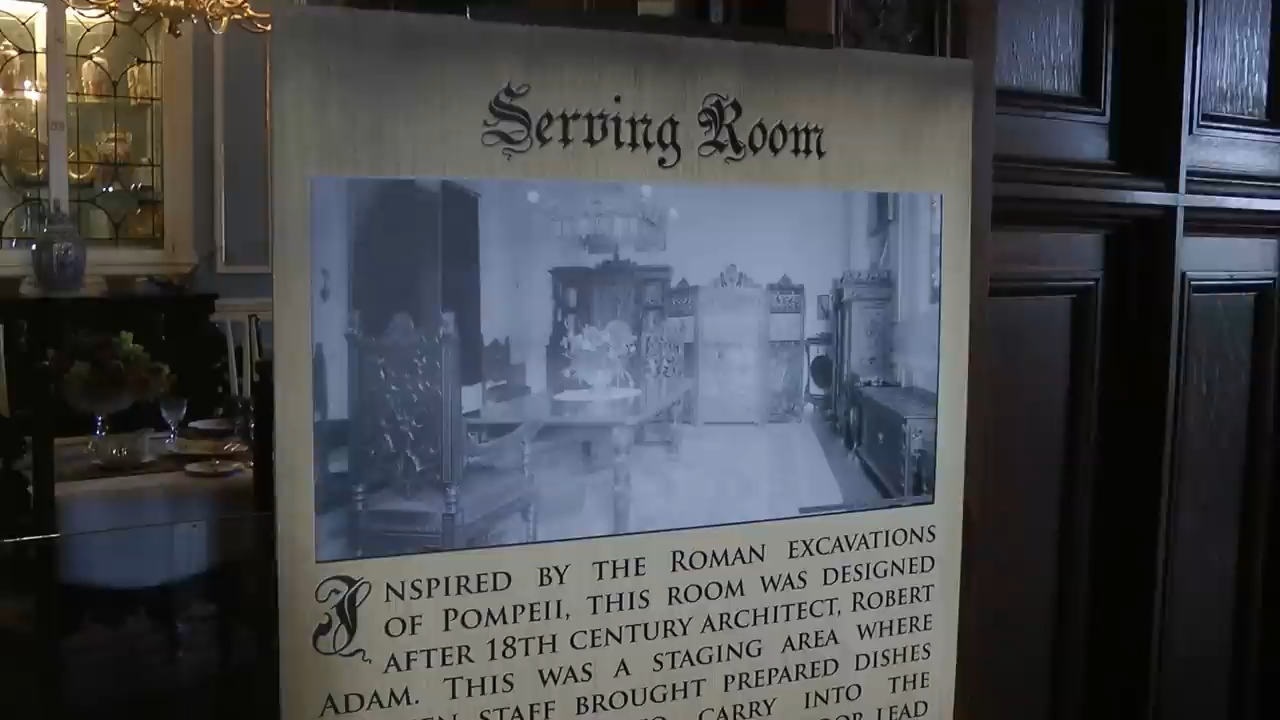 Serving Room
INSPIRED BY THE ROMAN EXCAVATIONS
OF POMPEII, THIS ROOM WAS DESIGNED
AFTER 18TH CENTURY ARCHITECT, ROBERT
ADAM. THIS WAS A STAGING AREA WHERE
STAFF BROUGHT PREPARED DISHES
CARRY INTO THE
LEAD